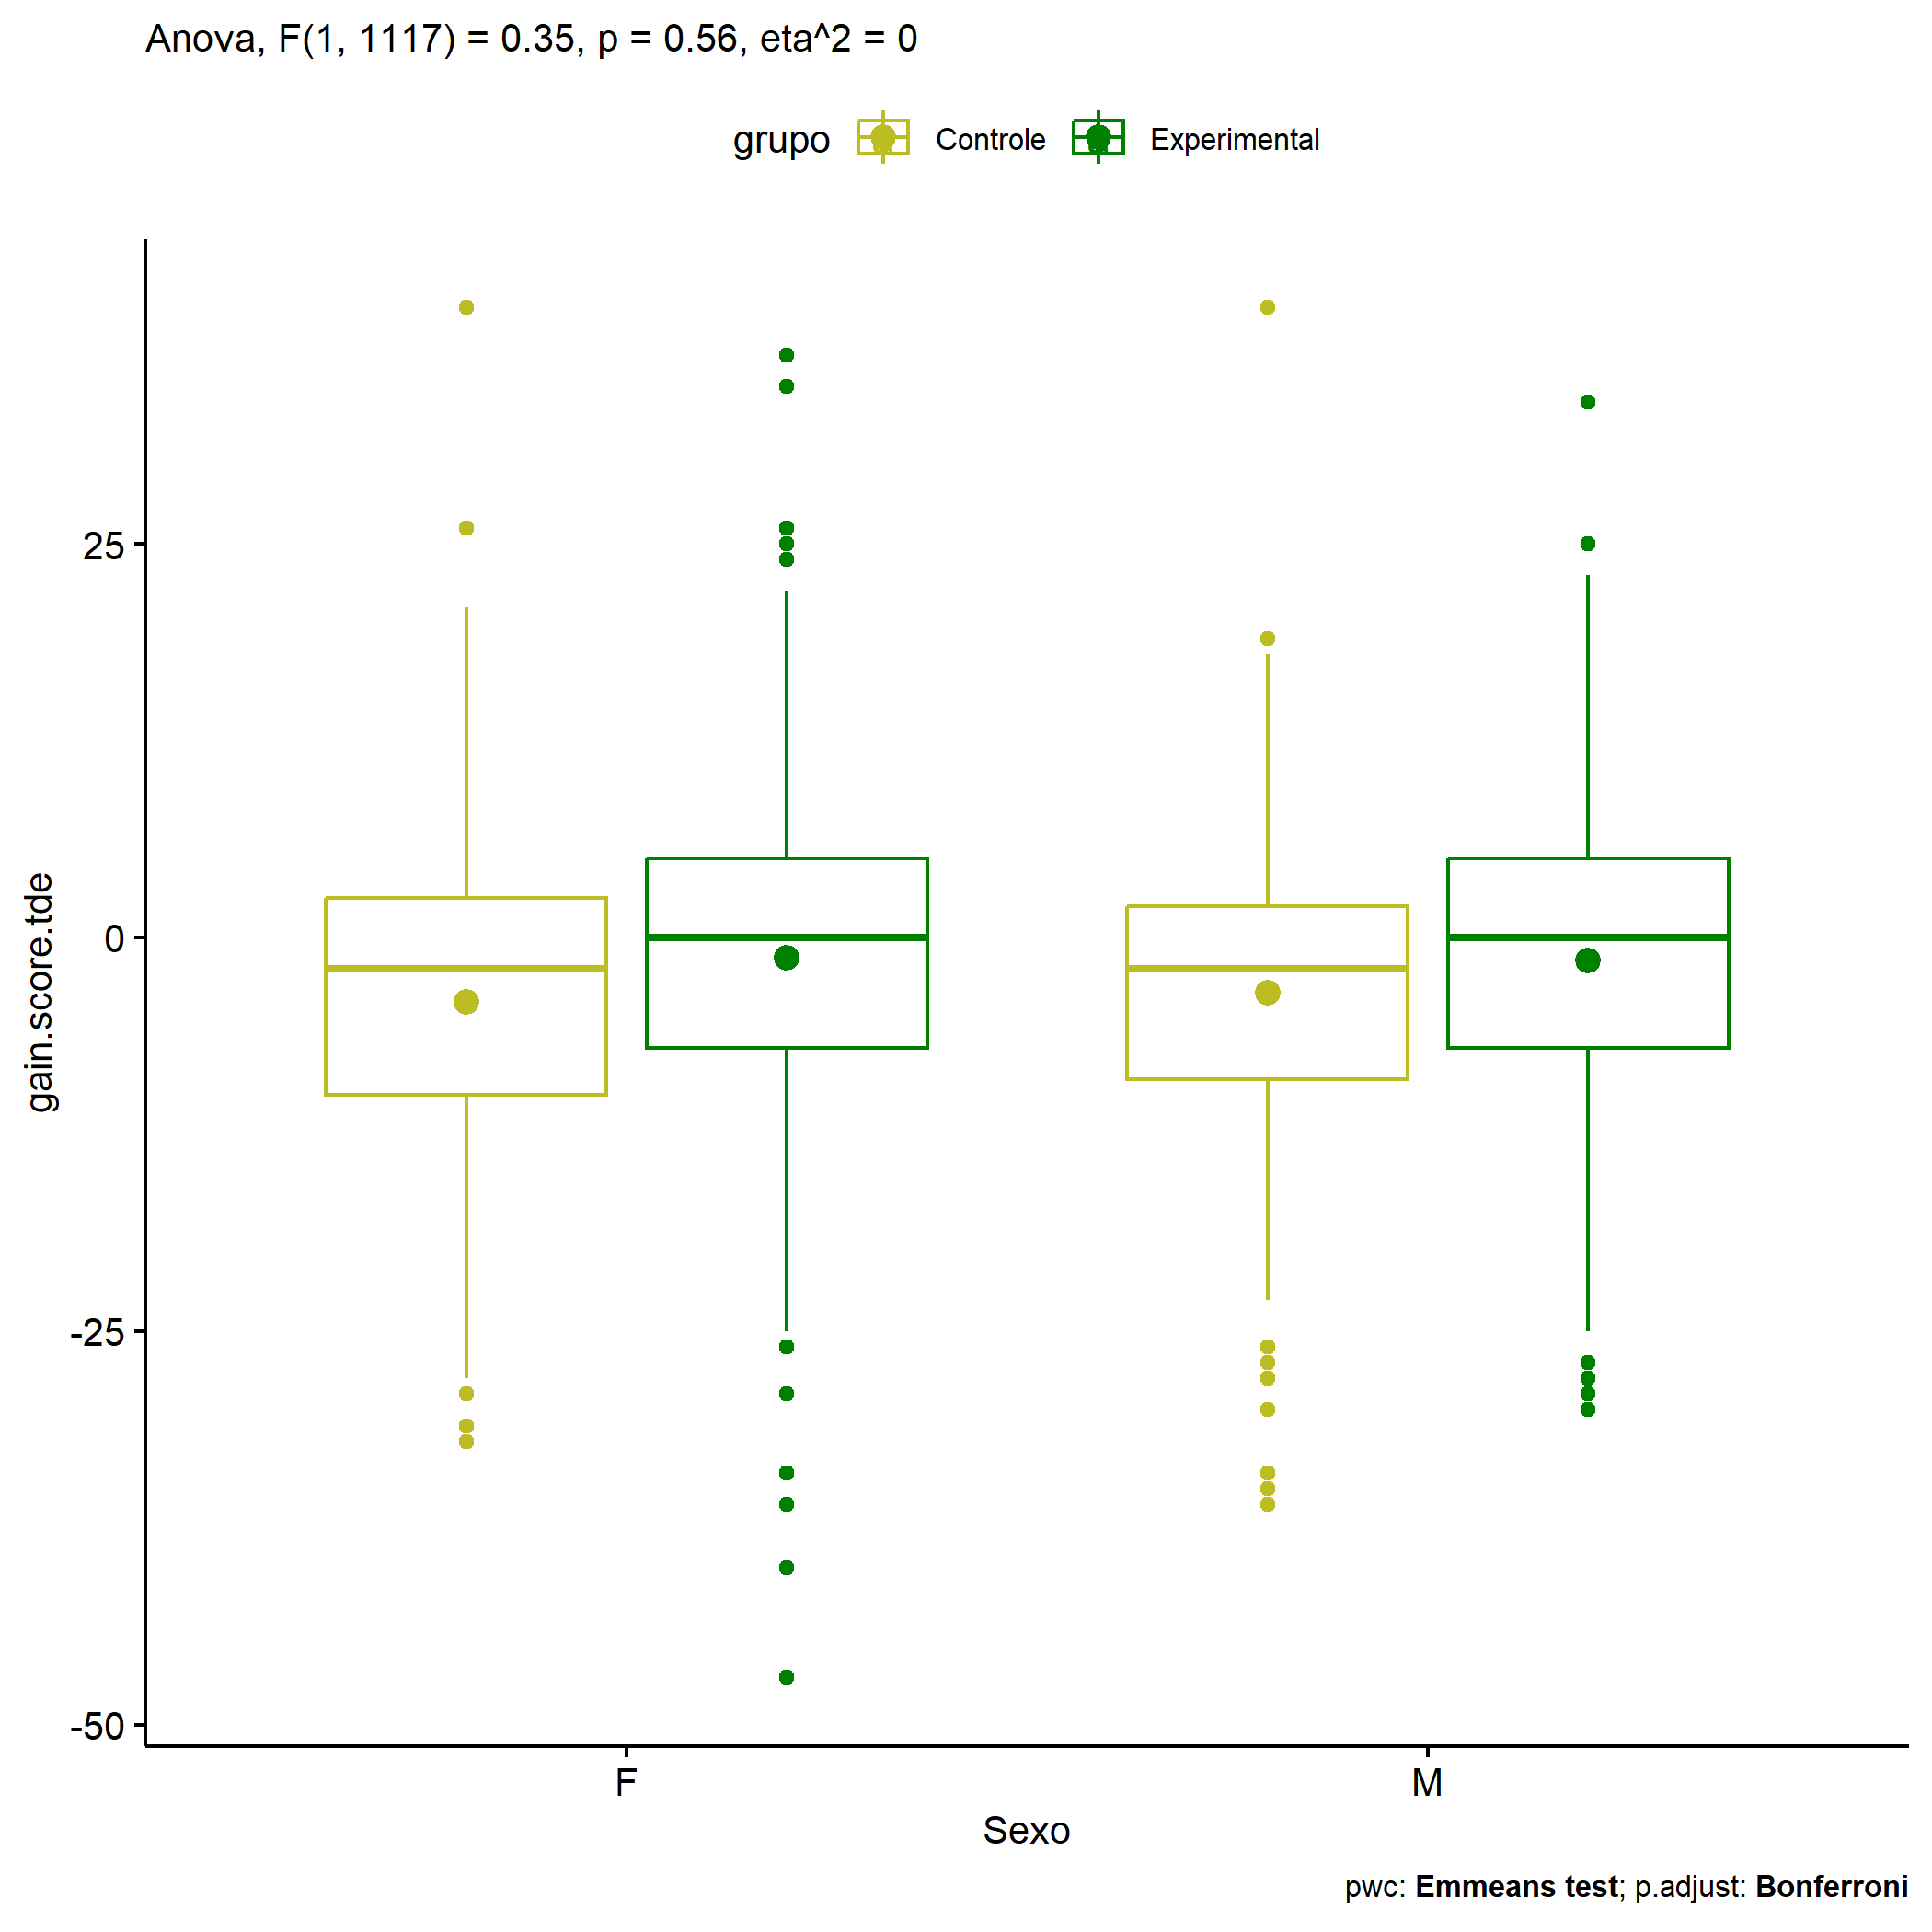 Anova, F(1, 1117) = 0.35, p = 0.56, eta^2 = 0
grupo Controle Experimental
gain.score.tde
25
0
-25
-50
F M
Sexo
pwc: Emmeans test; p.adjust: Bonferroni